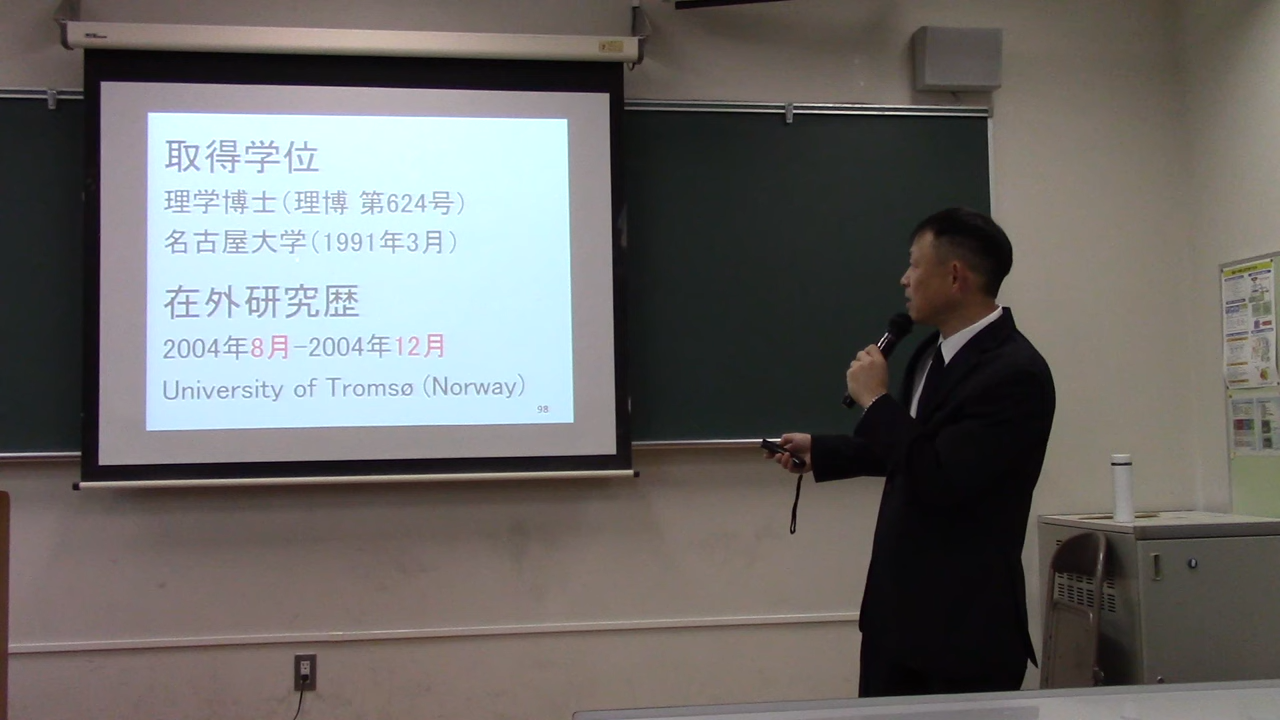 取得学位
理学博士（理博 第624号）
名古屋大学（1991年3月）
在外研究歴
2004年8月-2004年12月
University of Tromsø (Norway)
98